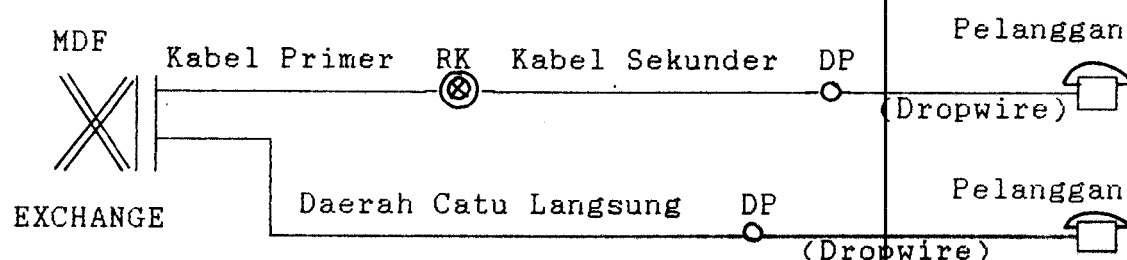 Pelanggan
MDF
Kabel Primer RK Kabel Sekunder DP
(Dropwire)
Pelanggan
EXCHANGE
Daerah Catu Langsung DP
(Dropwire)